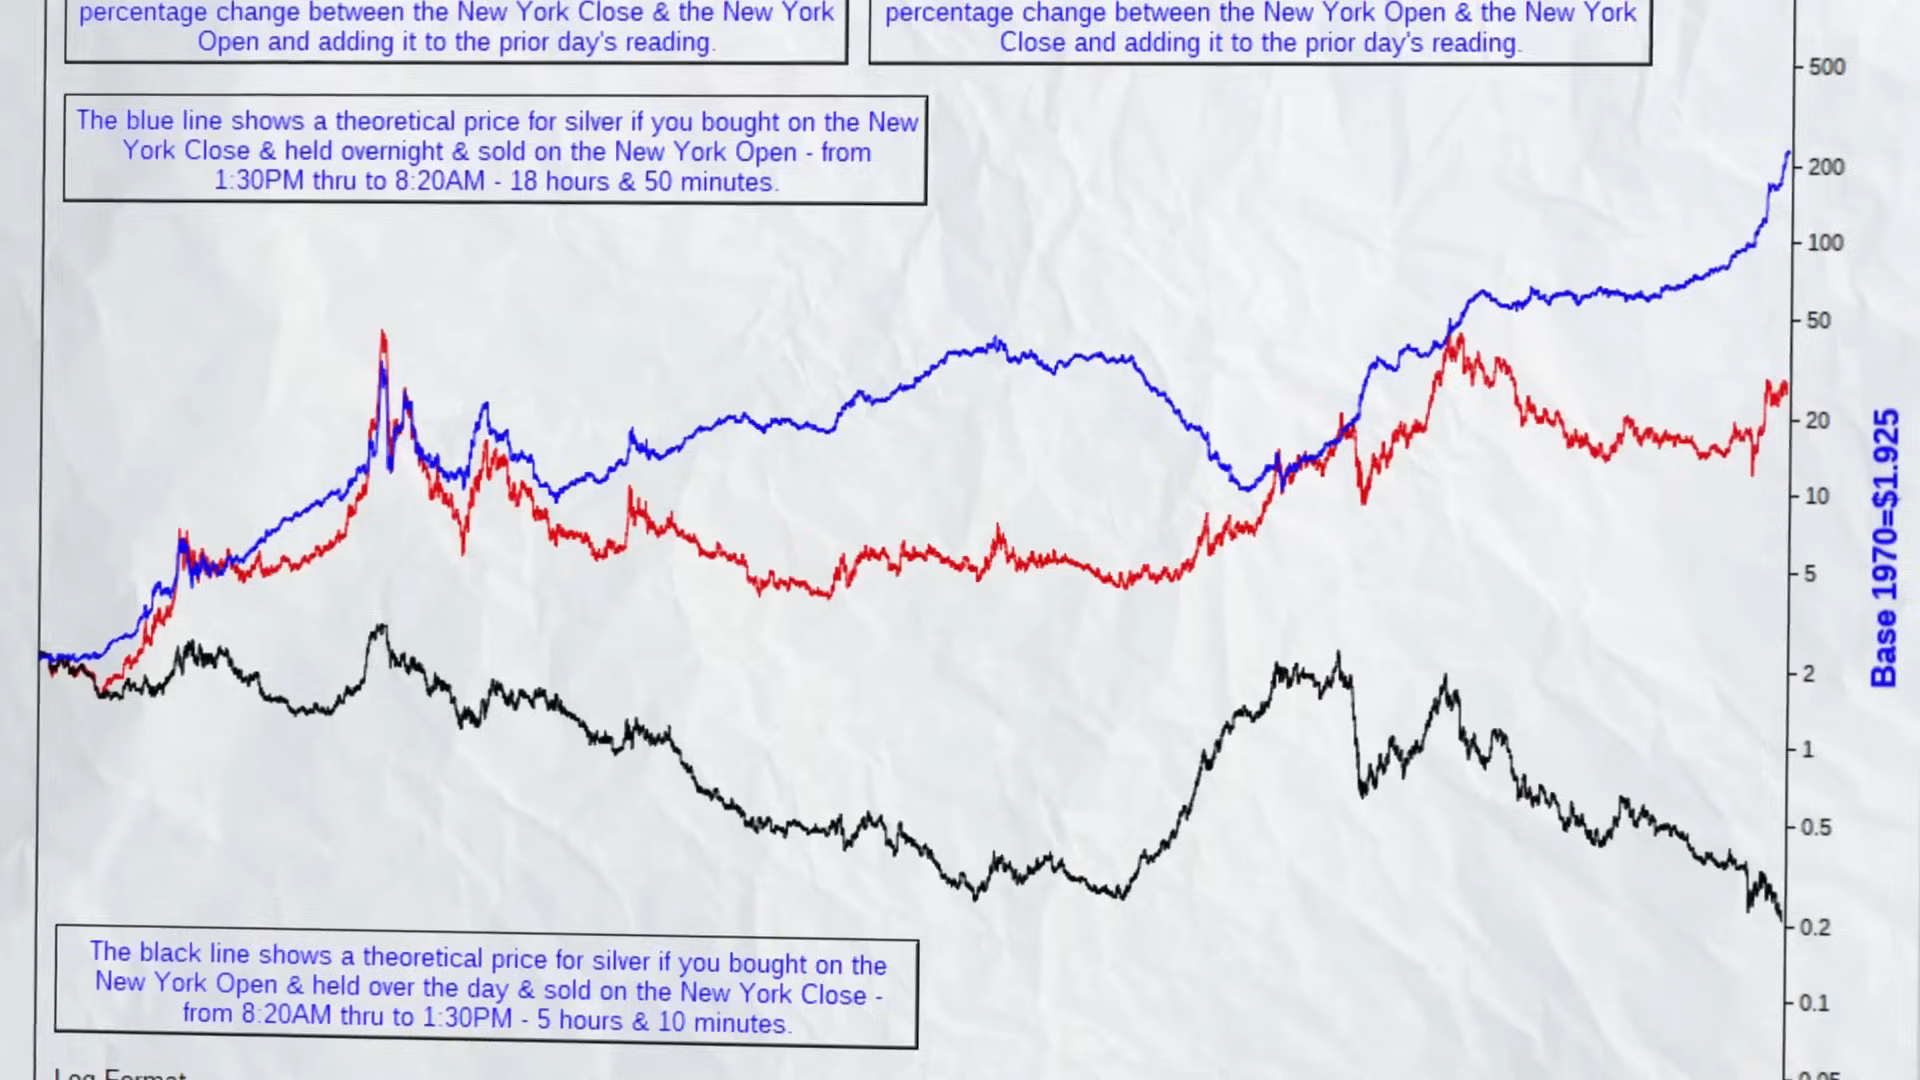 percentage change between the New York Close & the New York
Open and adding it to the prior day's reading.
percentage change between the New York Open & the New York
Close and adding it to the prior day's reading.
The blue line shows a theoretical price for silver if you bought on the New
York Close & held overnight & sold on the New York Open - from
1:30PM thru to 8:20AM - 18 hours & 50 minutes.
500
200
100
50
20
10
5
2
1
0.5
0.2
0.1
0.05
Base 1970=$1.925
The black line shows a theoretical price for silver if you bought on the
New York Open & held over the day & sold on the New York Close -
from 8:20AM thru to 1:30PM - 5 hours & 10 minutes.
Log Format